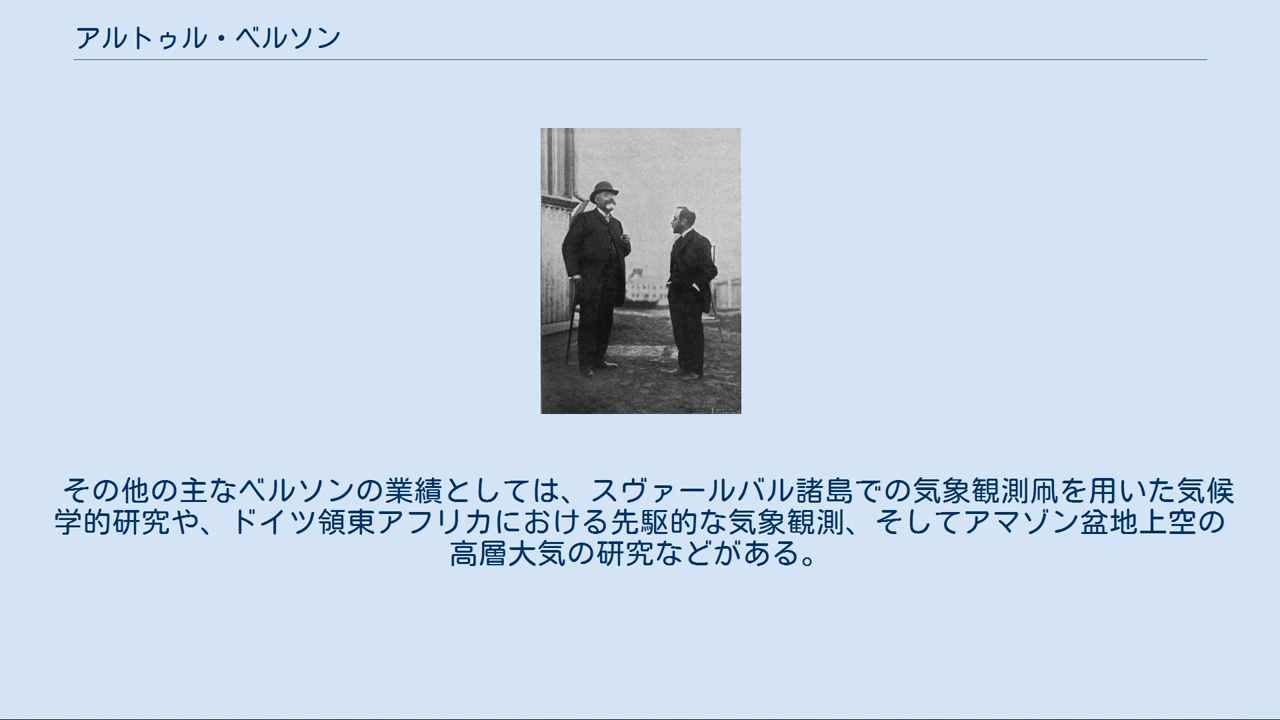 アルトゥル・ベルソン
その他の主なベルソンの業績としては、スヴァールバル諸島での気象観測凧を用いた気候
学的研究や、ドイツ領東アフリカにおける先駆的な気象観測、そしてアマゾン盆地上空の
高層大気の研究などがある。